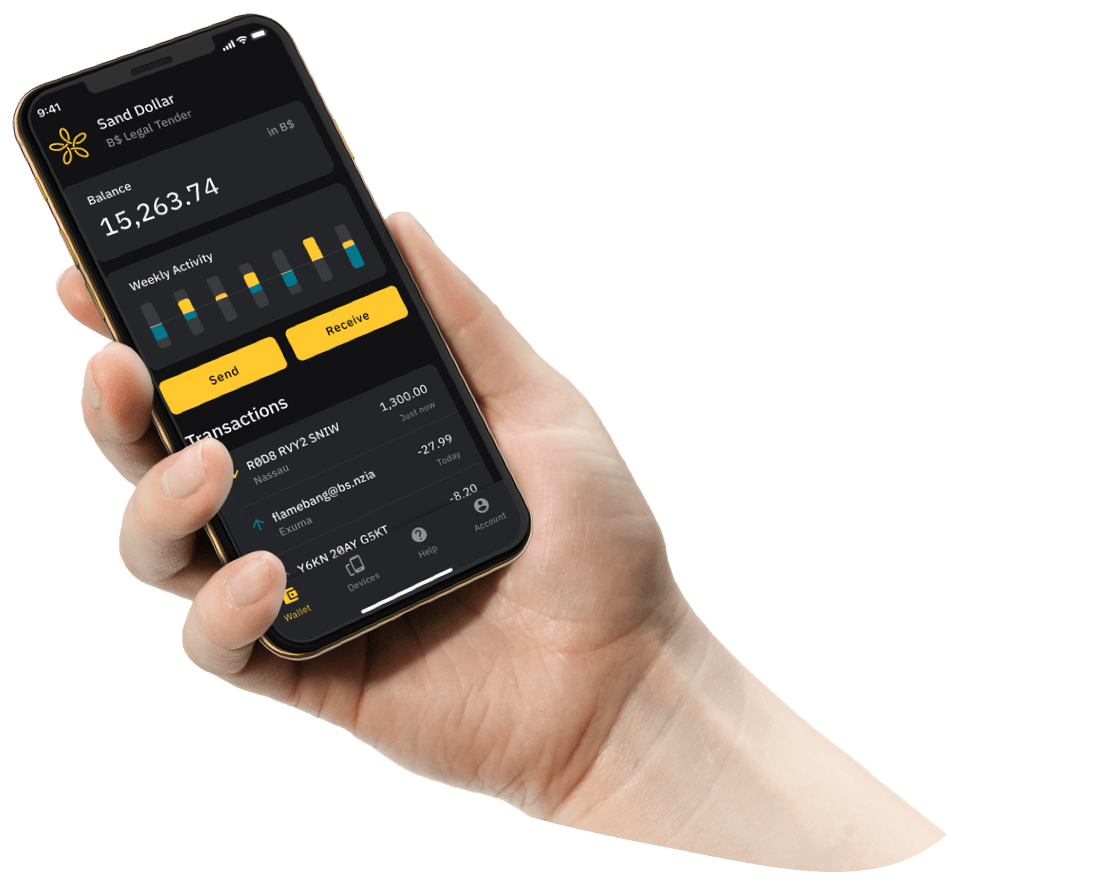 9:41
Sand Dollar
B$ Legal Tender
in B$
Balance
15,263.74
Weekly Activity
Send
Receive
Transactions
R0D8 RVY2 SNIW
1,300.00
Nassau
Just now
flamebang@bs.nzia
-27.99
Exuma
Today
Y6KN 20AY G5KT
-8.20
Wallet
Devices
Help
Account